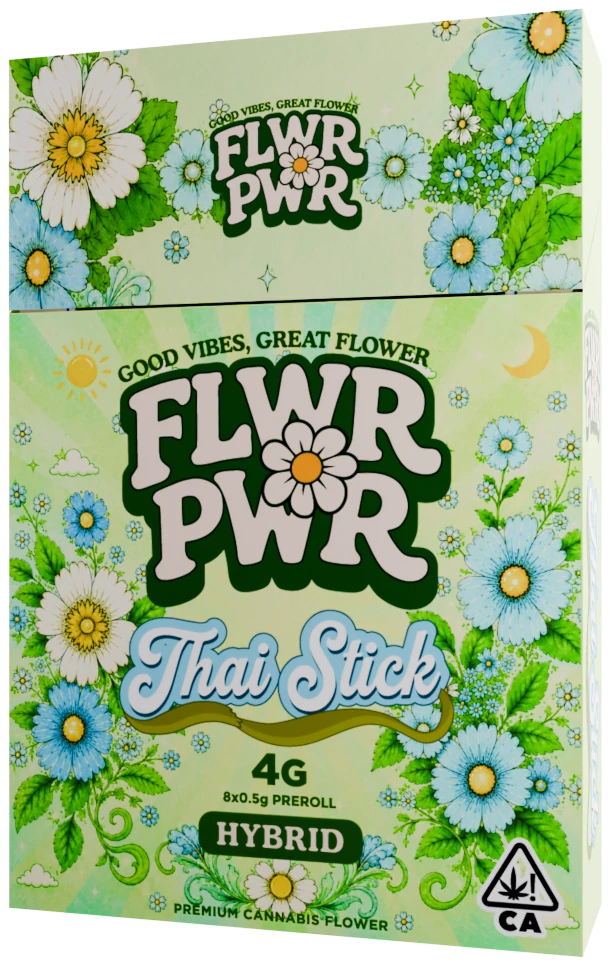 GOOD VIBES, GREAT FLOWER
FLWR
PWR
GOOD VIBES, GREAT FLOWER
FLWR
PWR
Thai Stick
4G
8x0.5g PREROLL
HYBRID
PREMIUM CANNABIS FLOWER
!
CA